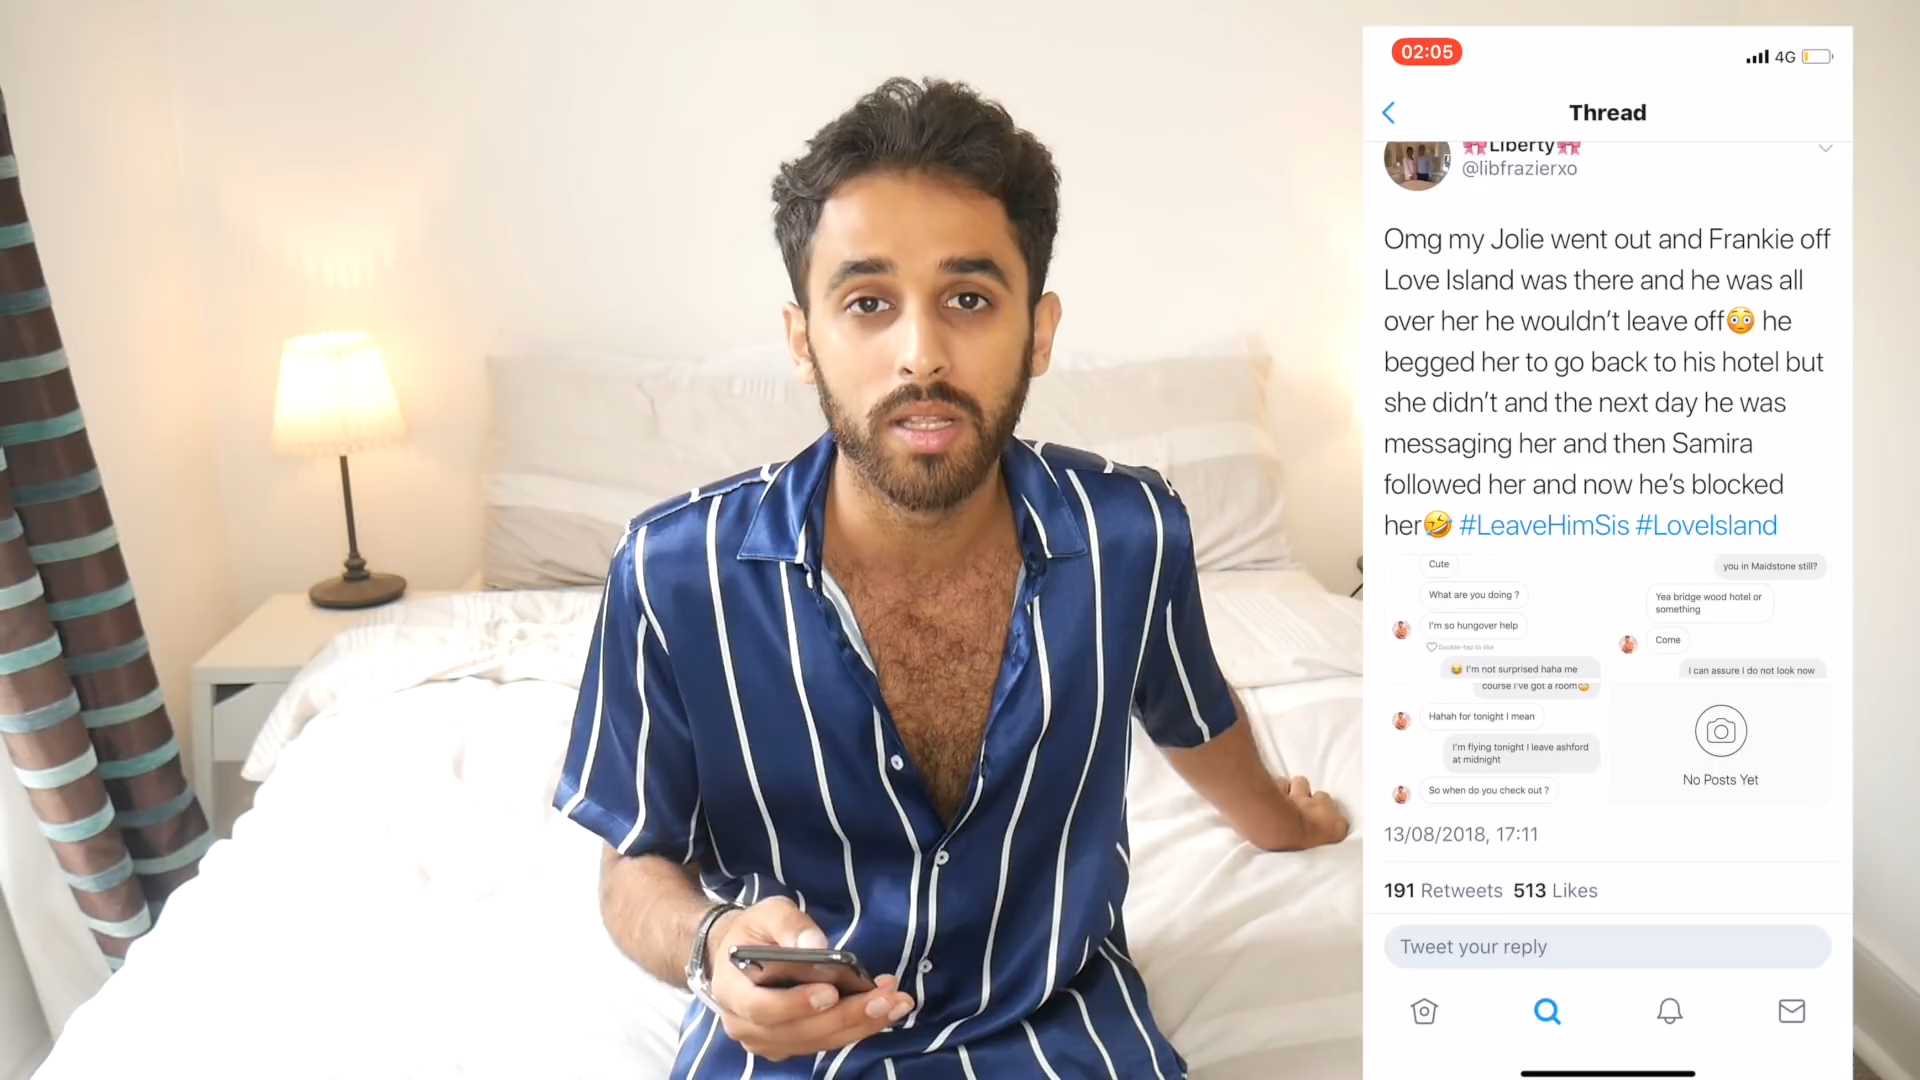 02:05
4G
Thread
🎀Liberty🎀
@libfrazierxo
Omg my Jolie went out and Frankie off
Love Island was there and he was all
over her he wouldn't leave off😳 he
begged her to go back to his hotel but
she didn't and the next day he was
messaging her and then Samira
followed her and now he's blocked
her🤣 #LeaveHimSis #LoveIsland
Cute
What are you doing ?
I'm so hungover help
Double-tap to like
😂 I'm not surprised haha me
you in Maidstone still?
Yea bridge wood hotel or
something
Come
I can assure I do not look now
course I've got a room🙄
Hahah for tonight I mean
I'm flying tonight I leave ashford
at midnight
So when do you check out ?
No Posts Yet
13/08/2018, 17:11
191 Retweets 513 Likes
Tweet your reply